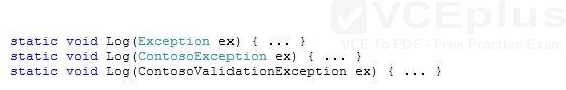 VCEplus
VCE To PDF - Free Practice Exam
static void Log(Exception ex) { ... }
static void Log(ContosoException ex) { ... }
static void Log(ContosoValidationException ex) { ... }